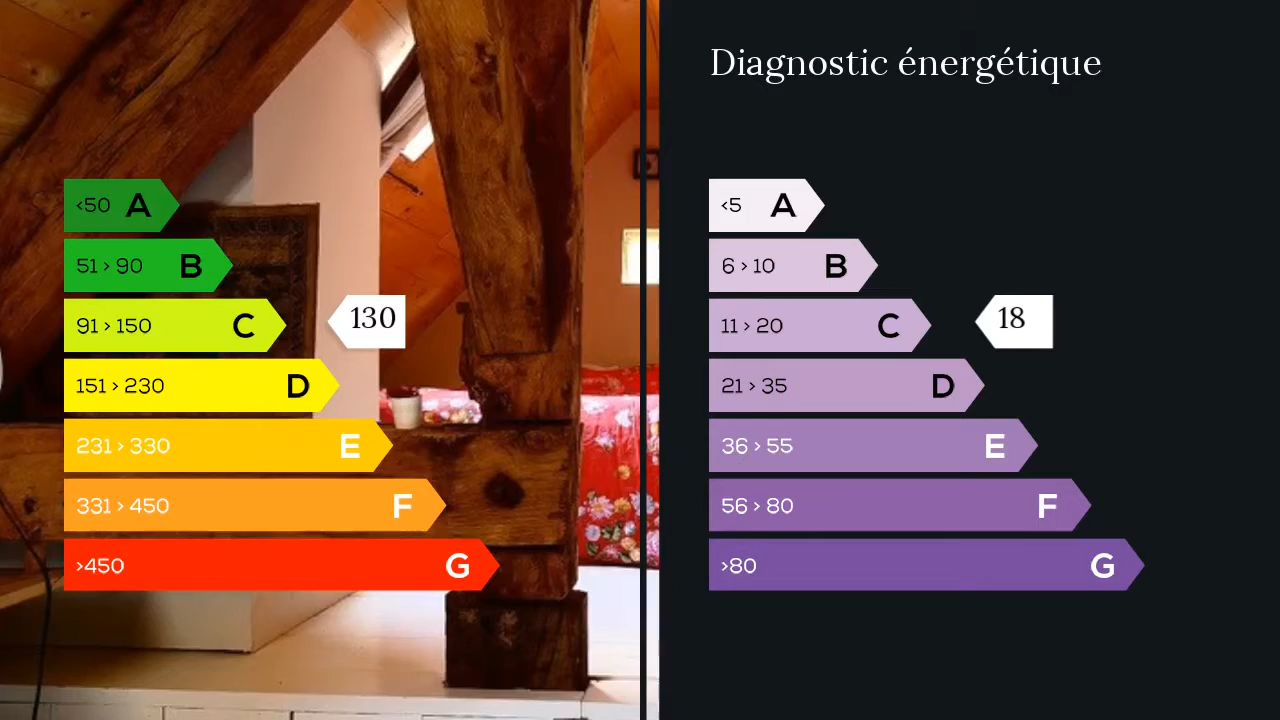 Diagnostic énergétique
<50 A
51 > 90 B
91 > 150 C
130
151 > 230 D
231 > 330 E
331 > 450 F
>450 G
<5 A
6 > 10 B
11 > 20 C
18
21 > 35 D
36 > 55 E
56 > 80 F
>80 G